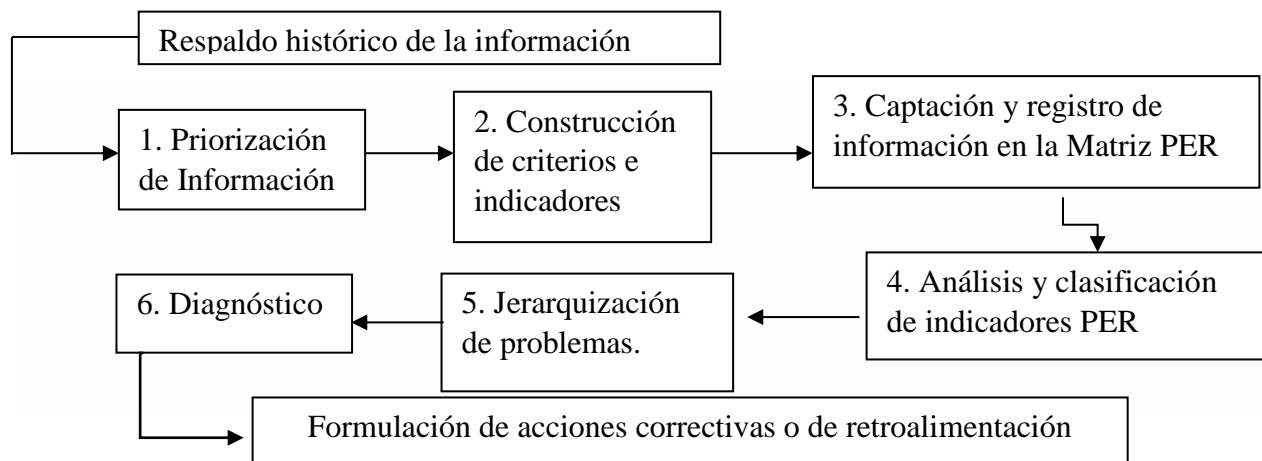 Respaldo histórico de la información
1. Priorización
de Información
2. Construcción
de criterios e
indicadores
3. Captación y registro de
información en la Matriz PER
4. Análisis y clasificación
de indicadores PER
5. Jerarquización
de problemas.
6. Diagnóstico
Formulación de acciones correctivas o de retroalimentación